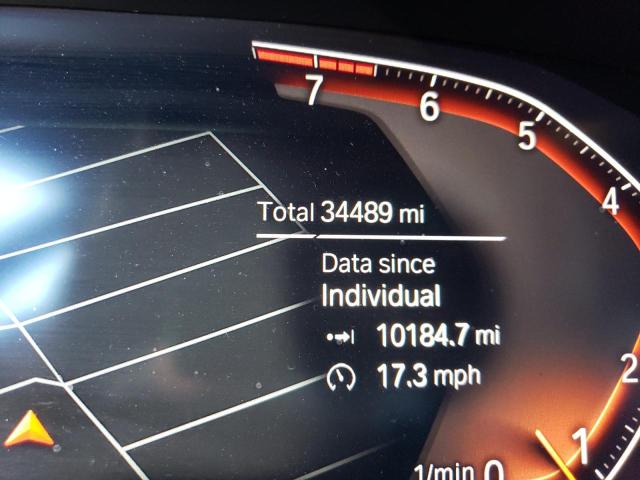 7
6
5
4
Total 34489 mi
Data since
Individual
10184.7 mi
17.3 mph
2
1
1/min 0